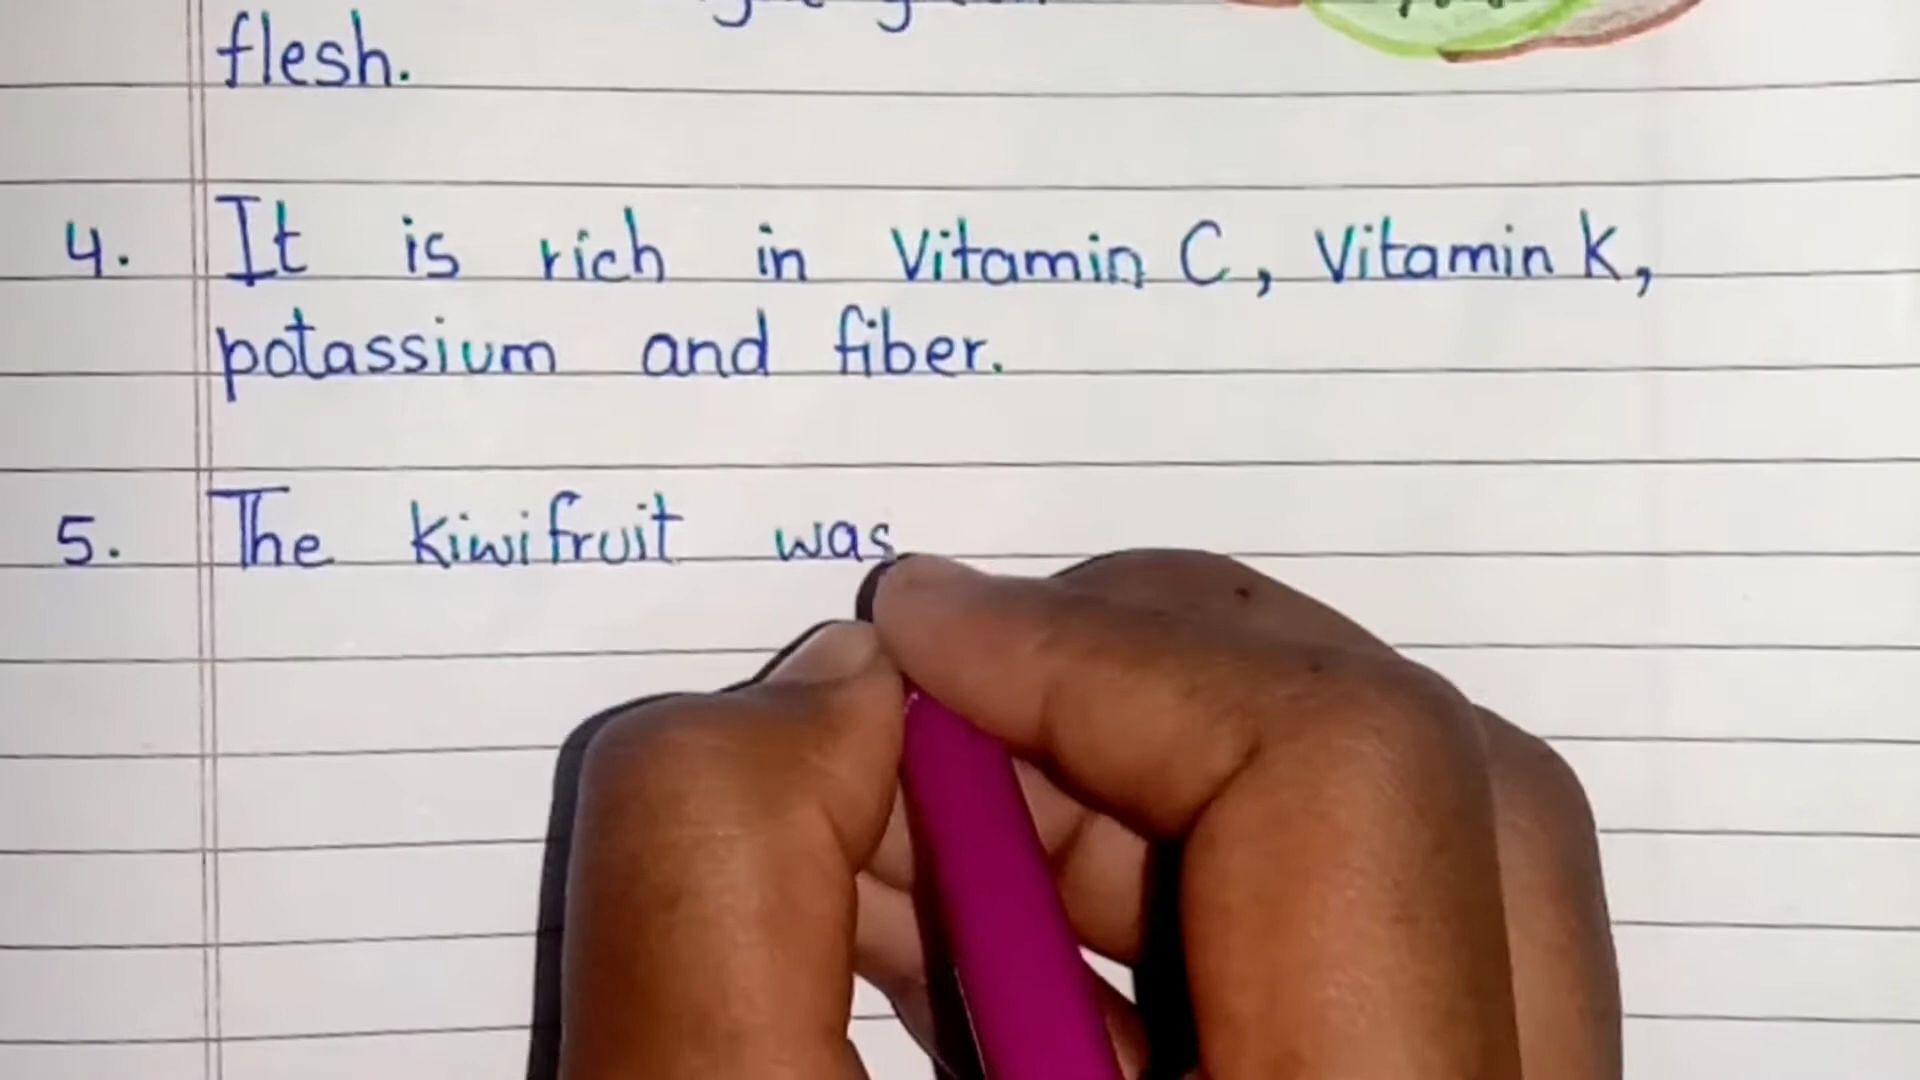 flesh.
4. It is rich in Vitamin C, Vitamin K,
potassium and fiber.
5. The kiwifruit was